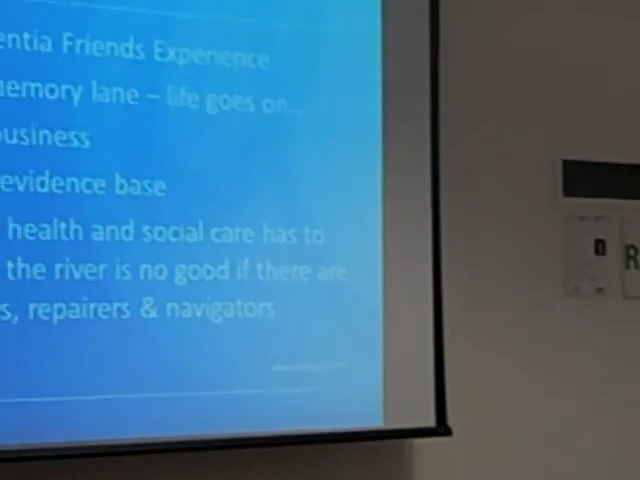 entia Friends Experience
emory lane – life goes on...
usiness
evidence base
health and social care has to
the river is no good if there are
s, repairers & navigators
R